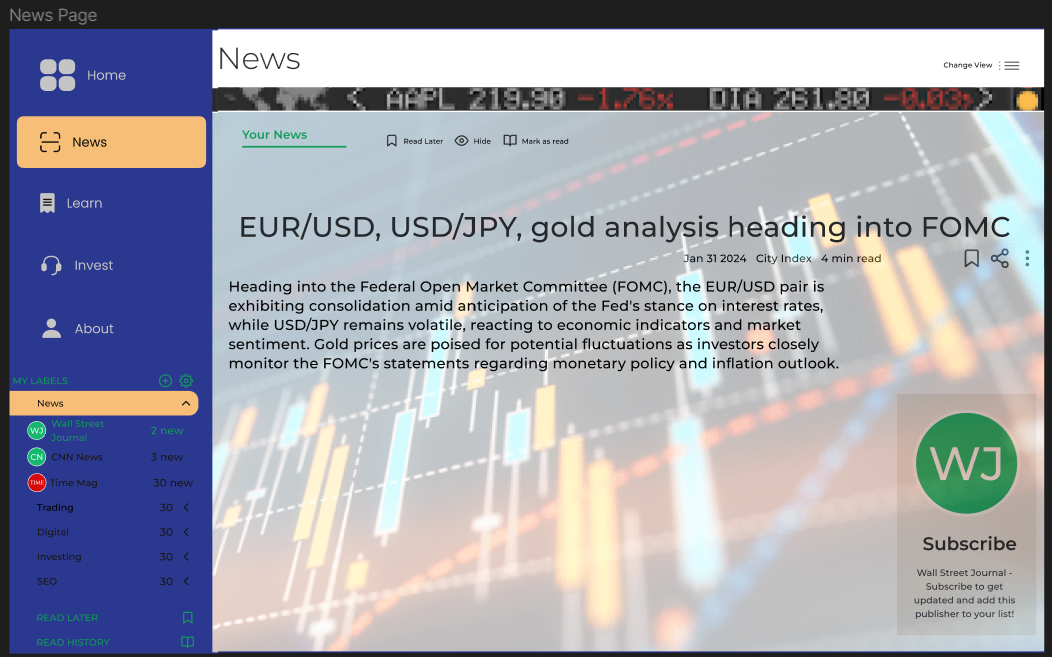 News Page
Home
News
Learn
Invest
About
MY LABELS
News
WJ Wall Street
Journal
2 new
CN CNN News 3 new
TIME Time Mag 30 new
Trading 30
Digital 30
Investing 30
SEO 30
READ LATER
READ HISTORY
News
Change View
AAPL 219.90 -1.76% DIA 261.80 -0.03%
Your News
Read Later Hide Mark as read
EUR/USD, USD/JPY, gold analysis heading into FOMC
Jan 31 2024 City Index 4 min read
Heading into the Federal Open Market Committee (FOMC), the EUR/USD pair is
exhibiting consolidation amid anticipation of the Fed's stance on interest rates,
while USD/JPY remains volatile, reacting to economic indicators and market
sentiment. Gold prices are poised for potential fluctuations as investors closely
monitor the FOMC's statements regarding monetary policy and inflation outlook.
WJ
Subscribe
Wall Street Journal -
Subscribe to get
updated and add this
publisher to your list!